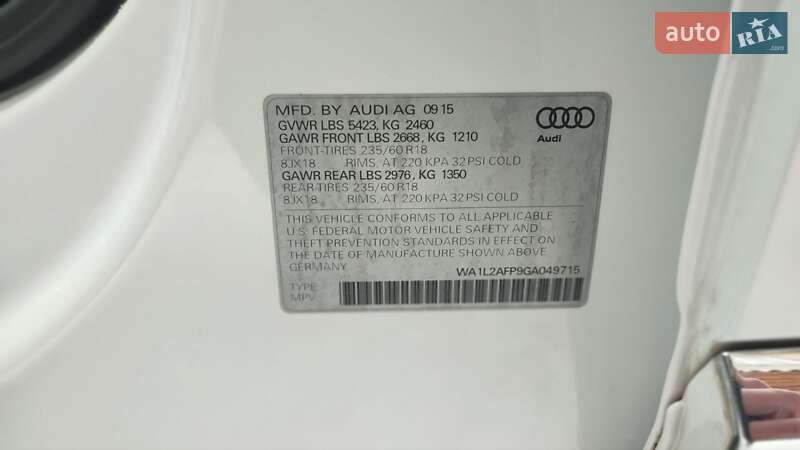 auto RIA .com
MFD. BY AUDI AG 09 15
GVWR LBS 5423, KG 2460
GAWR FRONT LBS 2668, KG 1210
FRONT-TIRES 235/60 R18
8JX18 RIMS, AT 220 KPA 32 PSI COLD
GAWR REAR LBS 2976, KG 1350
REAR-TIRES 235/60 R18
8JX18 RIMS, AT 220 KPA 32 PSI COLD
Audi
THIS VEHICLE CONFORMS TO ALL APPLICABLE
U.S. FEDERAL MOTOR VEHICLE SAFETY AND
THEFT PREVENTION STANDARDS IN EFFECT ON
THE DATE OF MANUFACTURE SHOWN ABOVE
GERMANY WA1L2AFP9GA049715
TYPE:
MPV